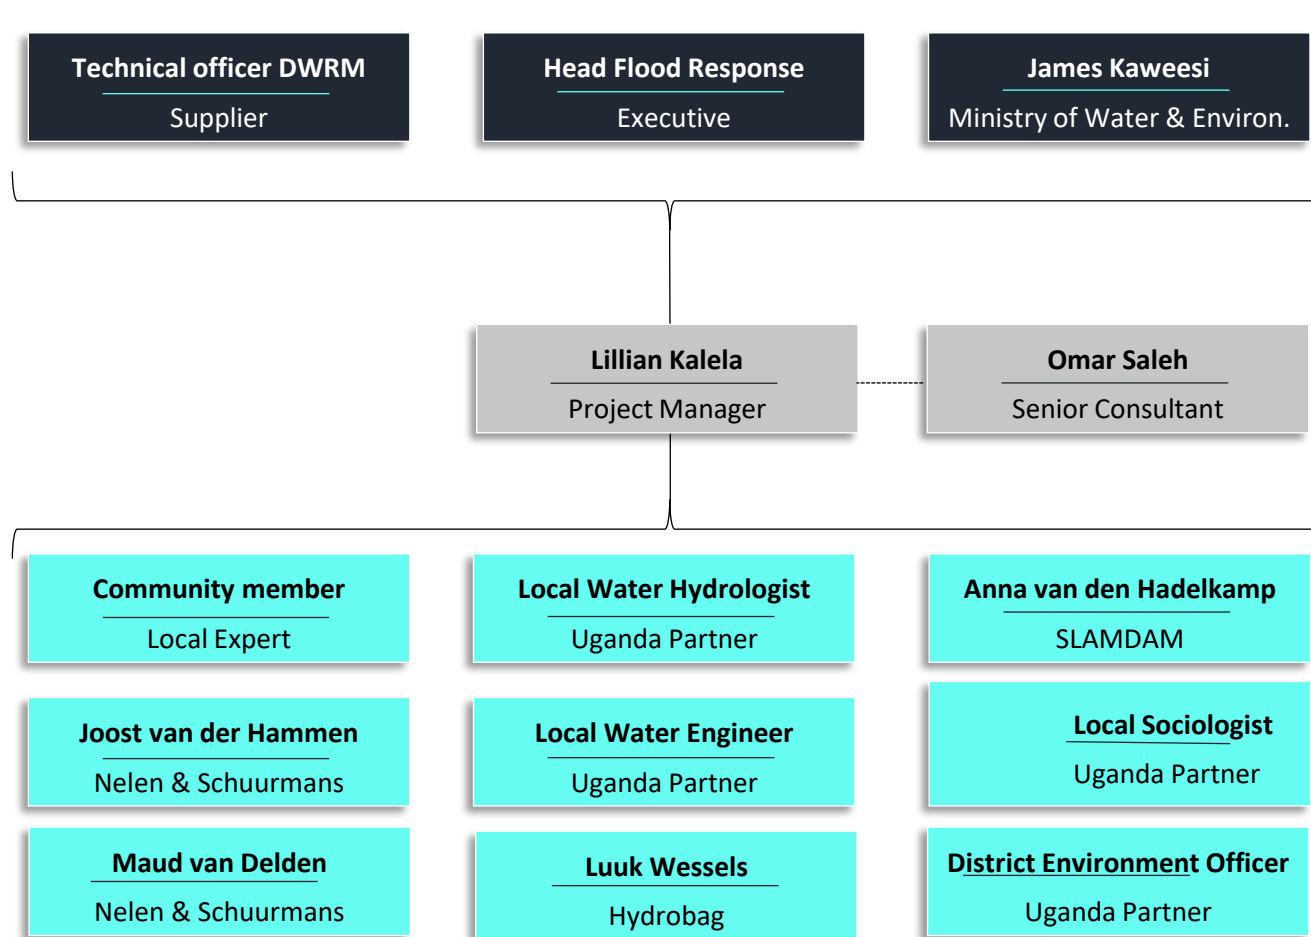 Technical officer DWRM
Supplier
Head Flood Response
Executive
James Kaweesi
Ministry of Water & Environ.
Lillian Kalela
Project Manager
Omar Saleh
Senior Consultant
Community member
Local Expert
Local Water Hydrologist
Uganda Partner
Anna van den Hadelkamp
SLAMDAM
Joost van der Hammen
Nelen & Schuurmans
Local Water Engineer
Uganda Partner
Local Sociologist
Uganda Partner
Maud van Delden
Nelen & Schuurmans
Luuk Wessels
Hydrobag
District Environment Officer
Uganda Partner